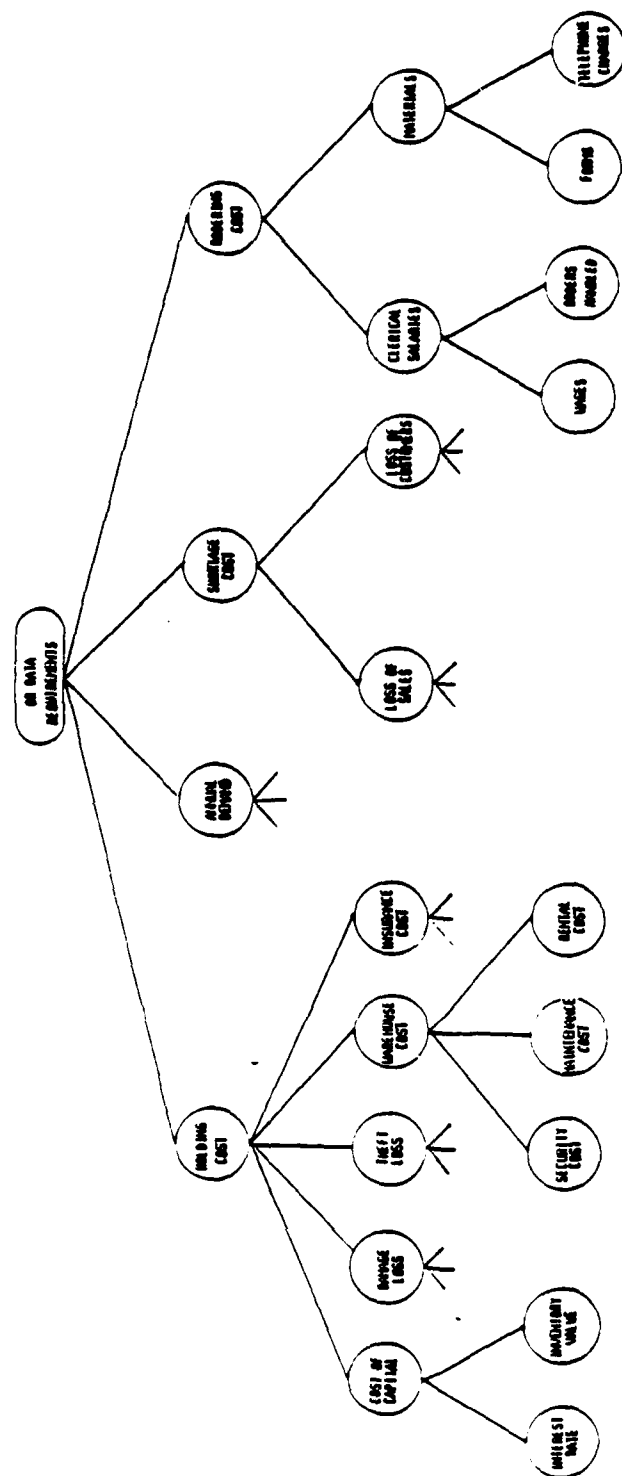 OR DATA
REQUIREMENTS
HOLDING
COST
ANNUAL
DEMAND
SHORTAGE
COST
ORDERING
COST
COST OF
CAPITAL
DAMAGE
LOSS
THEFT
LOSS
WAREHOUSE
COST
INSURANCE
COST
LOSS OF
SALES
LOSS OF
CUSTOMERS
CLERICAL
SALARIES
MATERIALS
INTEREST
RATE
INVENTORY
VALUE
SECURITY
COST
MAINTENANCE
COST
RENTAL
COST
WAGES
ORDERS
HANDLED
FORMS
TELEPHONE
CHARGES